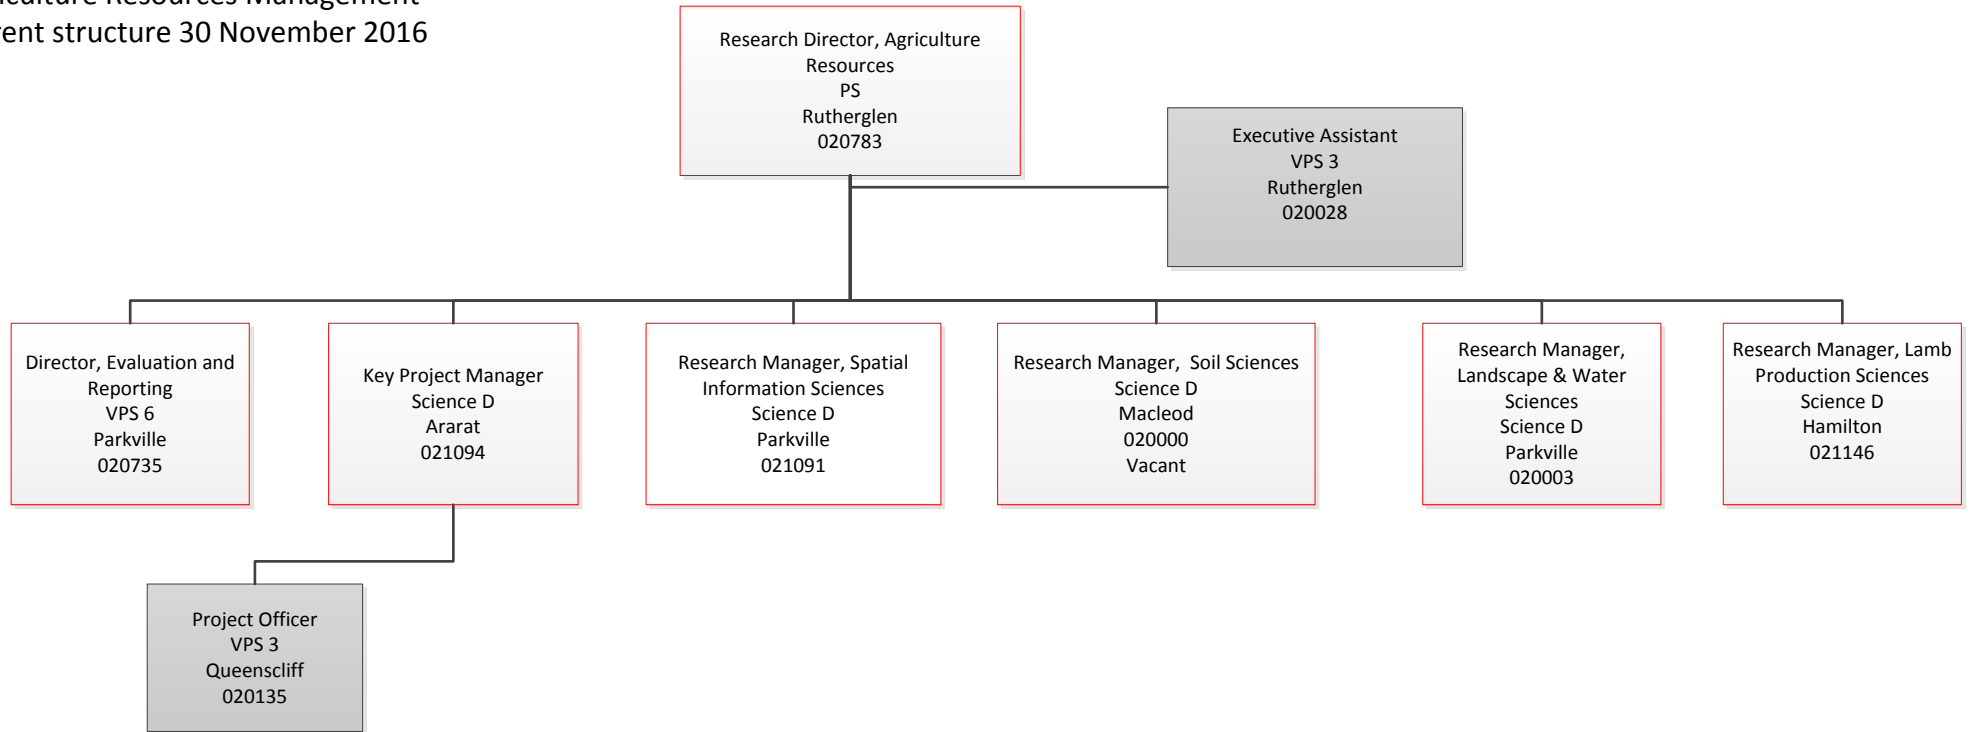 Resources Management
structure 30 November 2016
Research Director, Agriculture
Resources
PS
Rutherglen
020783
Executive Assistant
VPS 3
Rutherglen
020028
Director, Evaluation and
Reporting
VPS 6
Parkville
020735
Key Project Manager
Science D
Ararat
021094
Research Manager, Spatial
Information Sciences
Science D
Parkville
021091
Research Manager, Soil Sciences
Science D
Macleod
020000
Vacant
Research Manager,
Landscape & Water
Sciences
Science D
Parkville
020003
Research Manager, Lamb
Production Sciences
Science D
Hamilton
021146
Project Officer
VPS 3
Queenscliff
020135